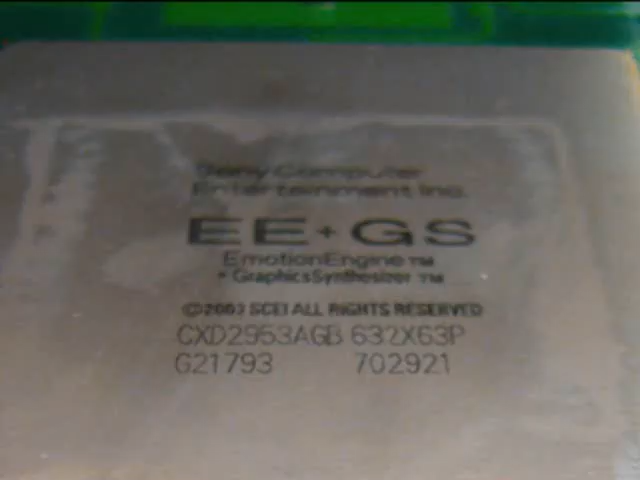 Sony Computer
Entertainment Inc.
EE+GS
EmotionEngine TM
+ GraphicsSynthesizer TM
©2003 SCEI ALL RIGHTS RESERVED
CXD2953AGB 632X63P
G21793 702921